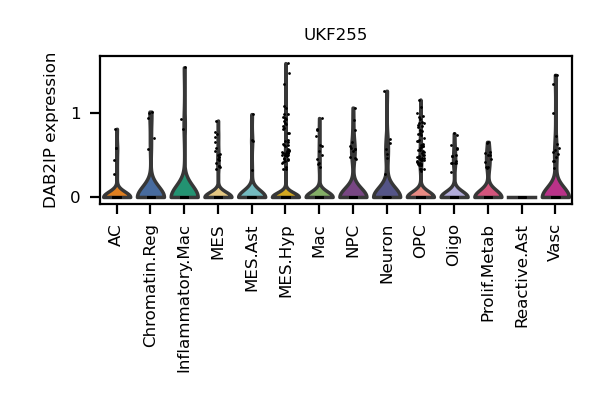 UKF255
DAB2IP expression
1
0
AC
Chromatin.Reg
Inflammatory.Mac
MES
MES.Ast
MES.Hyp
Mac
NPC
Neuron
OPC
Oligo
Prolif.Metab
Reactive.Ast
Vasc